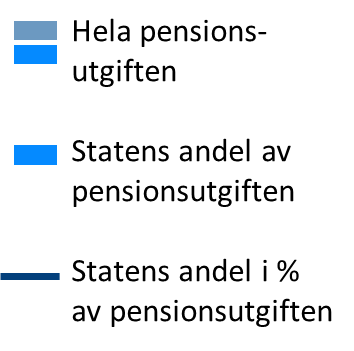 Hela pensions-
utgiften
Statens andel av
pensionsutgiften
Statens andel i %
av pensionsutgiften